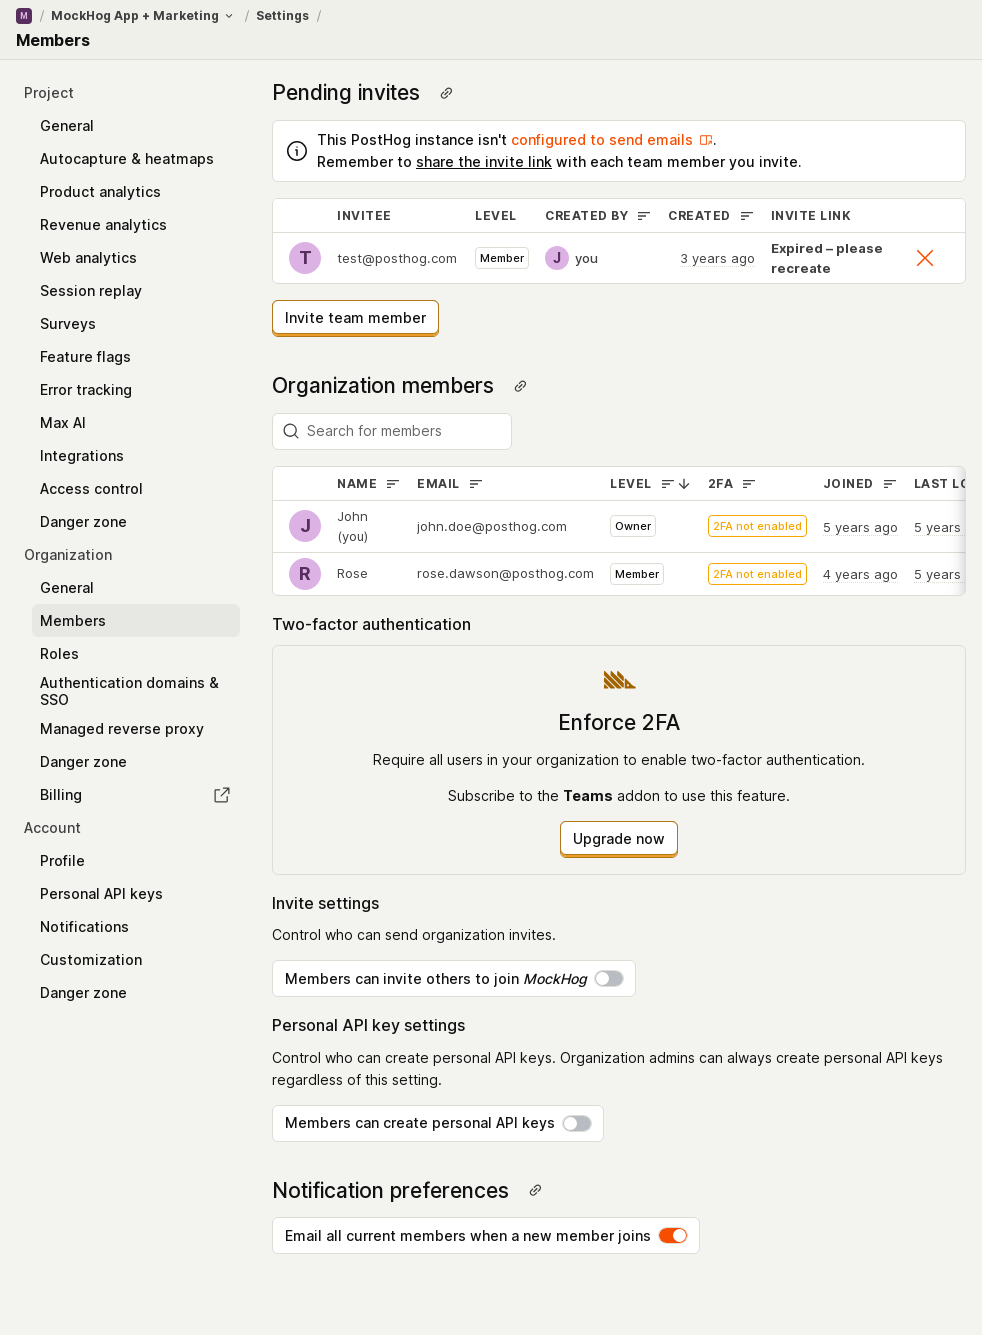 M / MockHog App + Marketing / Settings /
Members
Project
General
Autocapture & heatmaps
Product analytics
Revenue analytics
Web analytics
Session replay
Surveys
Feature flags
Error tracking
Max AI
Integrations
Access control
Danger zone
Organization
General
Members
Roles
Authentication domains &
SSO
Managed reverse proxy
Danger zone
Billing
Account
Profile
Personal API keys
Notifications
Customization
Danger zone
Pending invites
This PostHog instance isn't configured to send emails .
Remember to share the invite link with each team member you invite.
INVITEE LEVEL CREATED BY CREATED INVITE LINK
T test@posthog.com Member J you 3 years ago Expired – please
recreate
Invite team member
Organization members
Search for members
NAME EMAIL LEVEL 2FA JOINED LAST LO
J John
(you) john.doe@posthog.com Owner 2FA not enabled 5 years ago 5 years
R Rose rose.dawson@posthog.com Member 2FA not enabled 4 years ago 5 years
Two-factor authentication
Enforce 2FA
Require all users in your organization to enable two-factor authentication.
Subscribe to the Teams addon to use this feature.
Upgrade now
Invite settings
Control who can send organization invites.
Members can invite others to join MockHog
Personal API key settings
Control who can create personal API keys. Organization admins can always create personal API keys
regardless of this setting.
Members can create personal API keys
Notification preferences
Email all current members when a new member joins